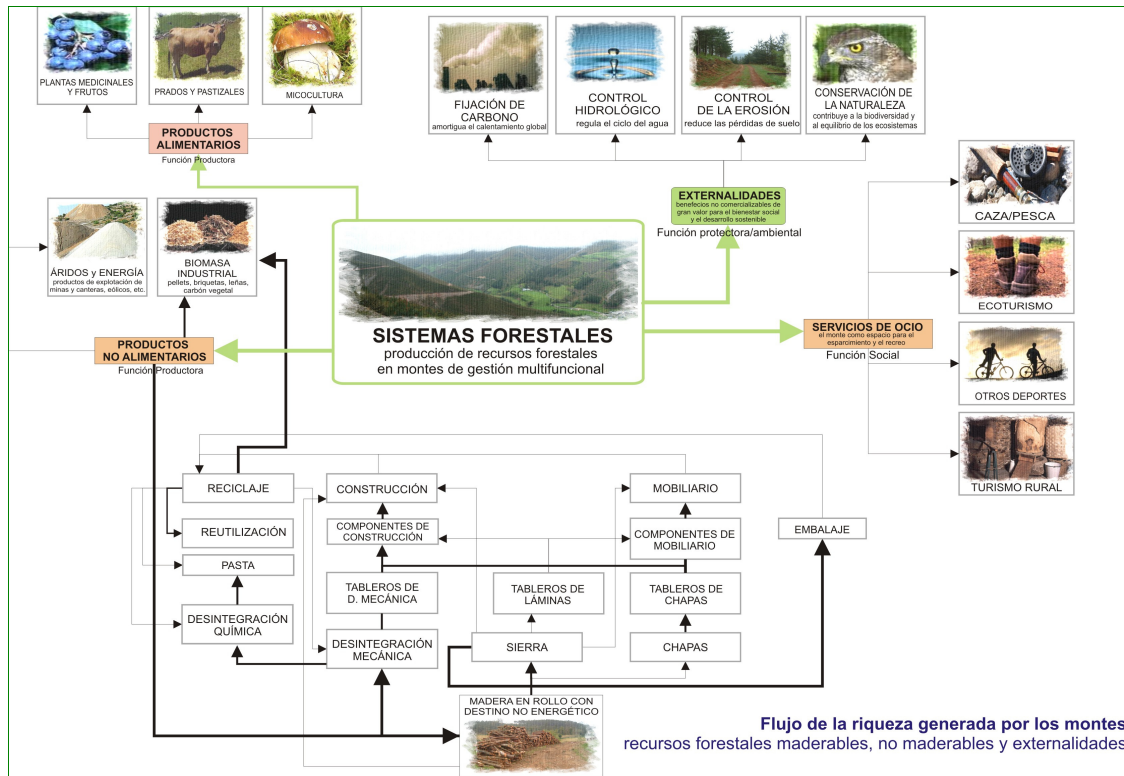 PLANTAS MEDICINALES
Y FRUTOS
PRADOS Y PASTIZALES
MICOCULTURA
PRODUCTOS
ALIMENTARIOS
Función Productora
FIJACIÓN DE
CARBONO
amortigua el calentamiento global
CONTROL
HIDROLÓGICO
regula el ciclo del agua
CONTROL
DE LA EROSIÓN
reduce las pérdidas de suelo
CONSERVACIÓN DE
LA NATURALEZA
contribuye a la biodiversidad y
al equilibrio de los ecosistemas
EXTERNALIDADES
benefecios no comercializables de
gran valor para el bienestar social
y el desarrollo sostenible
Función protectora/ambiental
CAZA/PESCA
ECOTURISMO
OTROS DEPORTES
TURISMO RURAL
SERVICIOS DE OCIO
el monte como espacio para el
esparcimiento y el recreo
Función Social
ÁRIDOS y ENERGÍA
productos de explotación de
minas y canteras, eólicos, etc.
BIOMASA
INDUSTRIAL
pellets, briquetas, leñas,
carbón vegetal
PRODUCTOS
NO ALIMENTARIOS
Función Productora
SISTEMAS FORESTALES
producción de recursos forestales
en montes de gestión multifuncional
RECICLAJE
CONSTRUCCIÓN
MOBILIARIO
REUTILIZACIÓN
COMPONENTES DE
CONSTRUCCIÓN
COMPONENTES DE
MOBILIARIO
EMBALAJE
PASTA
TABLEROS DE
D. MECÁNICA
TABLEROS DE
LÁMINAS
TABLEROS DE
CHAPAS
DESINTEGRACIÓN
QUÍMICA
DESINTEGRACIÓN
MECÁNICA
SIERRA
CHAPAS
MADERA EN ROLLO CON
DESTINO NO ENERGÉTICO
Flujo de la riqueza generada por los montes
recursos forestales maderables, no maderables y externalidades